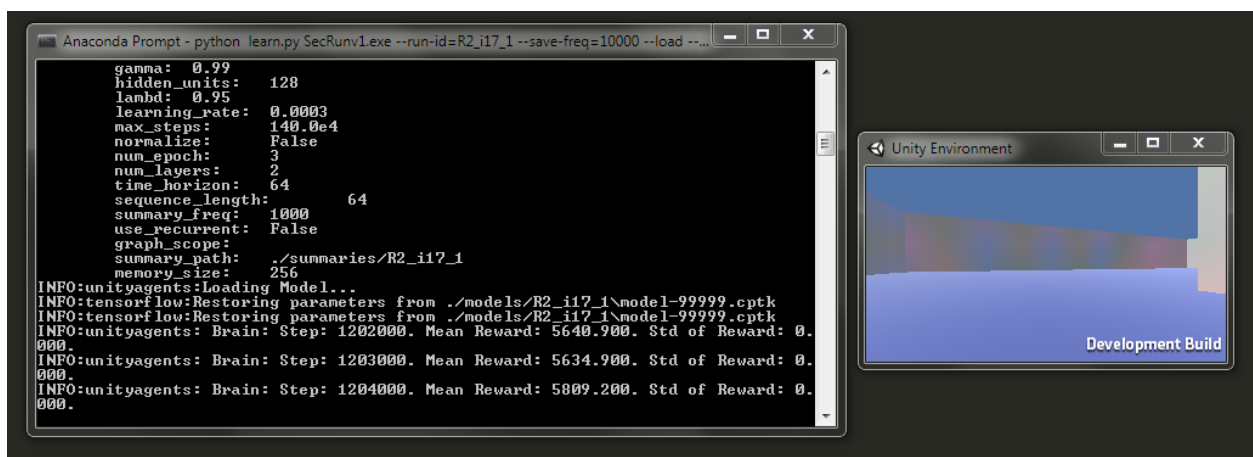 Anaconda Prompt - python learn.py SecRunv1.exe --run-id=R2_i17_1 --save-freq=10000 --load --...
gamma: 0.99
hidden_units: 128
lambd: 0.95
learning_rate: 0.0003
max_steps: 140.0e4
normalize: False
num_epoch: 3
num_layers: 2
time_horizon: 64
sequence_length: 64
summary_freq: 1000
use_recurrent: False
graph_scope:
summary_path: ./summaries/R2_i17_1
memory_size: 256
INFO:unityagents:Loading Model...
INFO:tensorflow:Restoring parameters from ./models/R2_i17_1\model-99999.cptk
INFO:tensorflow:Restoring parameters from ./models/R2_i17_1\model-99999.cptk
INFO:unityagents: Brain: Step: 1202000. Mean Reward: 5640.900. Std of Reward: 0.
000.
INFO:unityagents: Brain: Step: 1203000. Mean Reward: 5634.900. Std of Reward: 0.
000.
INFO:unityagents: Brain: Step: 1204000. Mean Reward: 5809.200. Std of Reward: 0.
000.
Unity Environment
Development Build